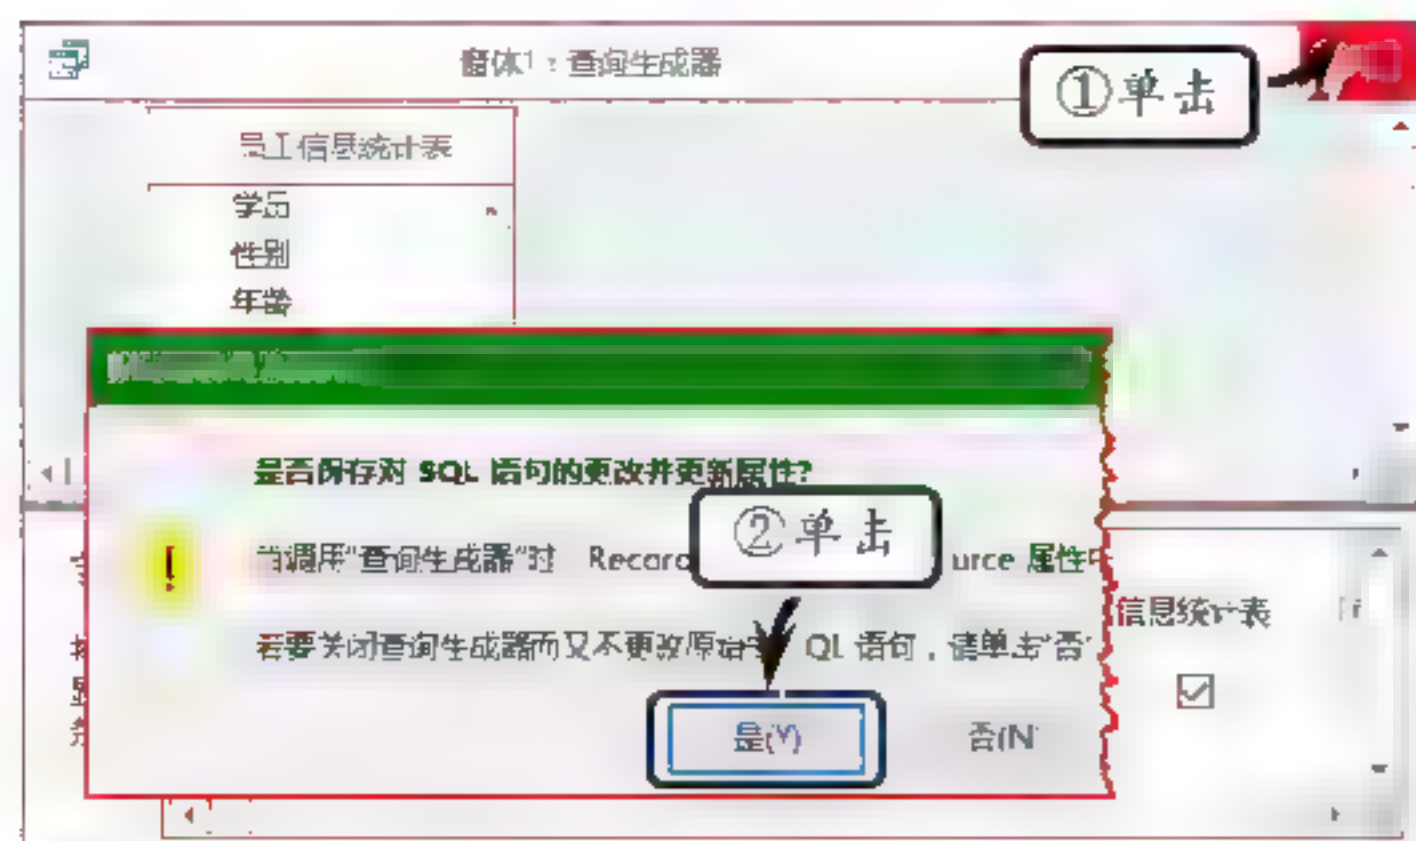 窗体1：查询生成器
①单击
员工信息统计表
学历
性别
年龄
是否保存对 SQL 语句的更改并更新属性?
当调用"查询生成器"时 Recor
②单击
urce 属性中
信息统计表
若要关闭查询生成器而又不更改原始 QL 语句，请单击"否"
是(Y)
否(N